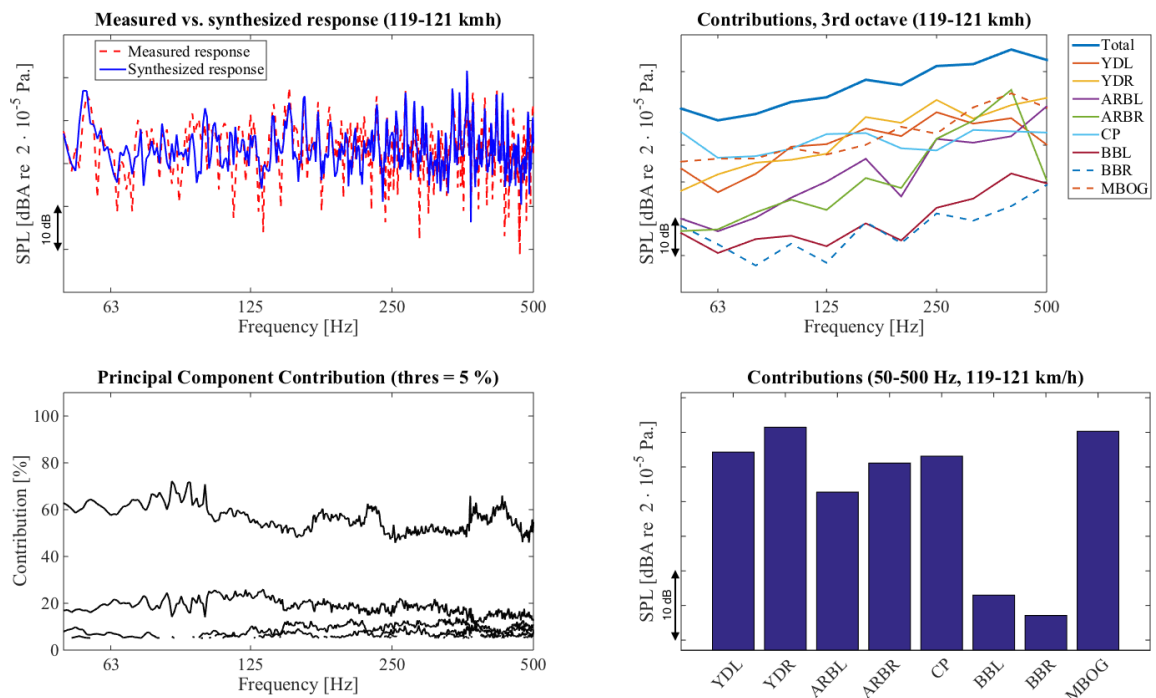 Measured vs. synthesized response (119-121 kmh)
Measured response
Synthesized response
SPL [dBA re 2 · 10⁻⁵ Pa.]
10 dB
63 125 250 500
Frequency [Hz]
Contributions, 3rd octave (119-121 kmh)
Total
YDL
YDR
ARBL
ARBR
CP
BBL
BBR
MBOG
SPL [dBA re 2 · 10⁻⁵ Pa.]
10 dB
63 125 250 500
Frequency [Hz]
Principal Component Contribution (thres = 5 %)
Contribution [%]
100
80
60
40
20
0
63 125 250 500
Frequency [Hz]
Contributions (50-500 Hz, 119-121 km/h)
SPL [dBA re 2 · 10⁻⁵ Pa.]
10 dB
YDL YDR ARBL ARBR CP BBL BBR MBOG